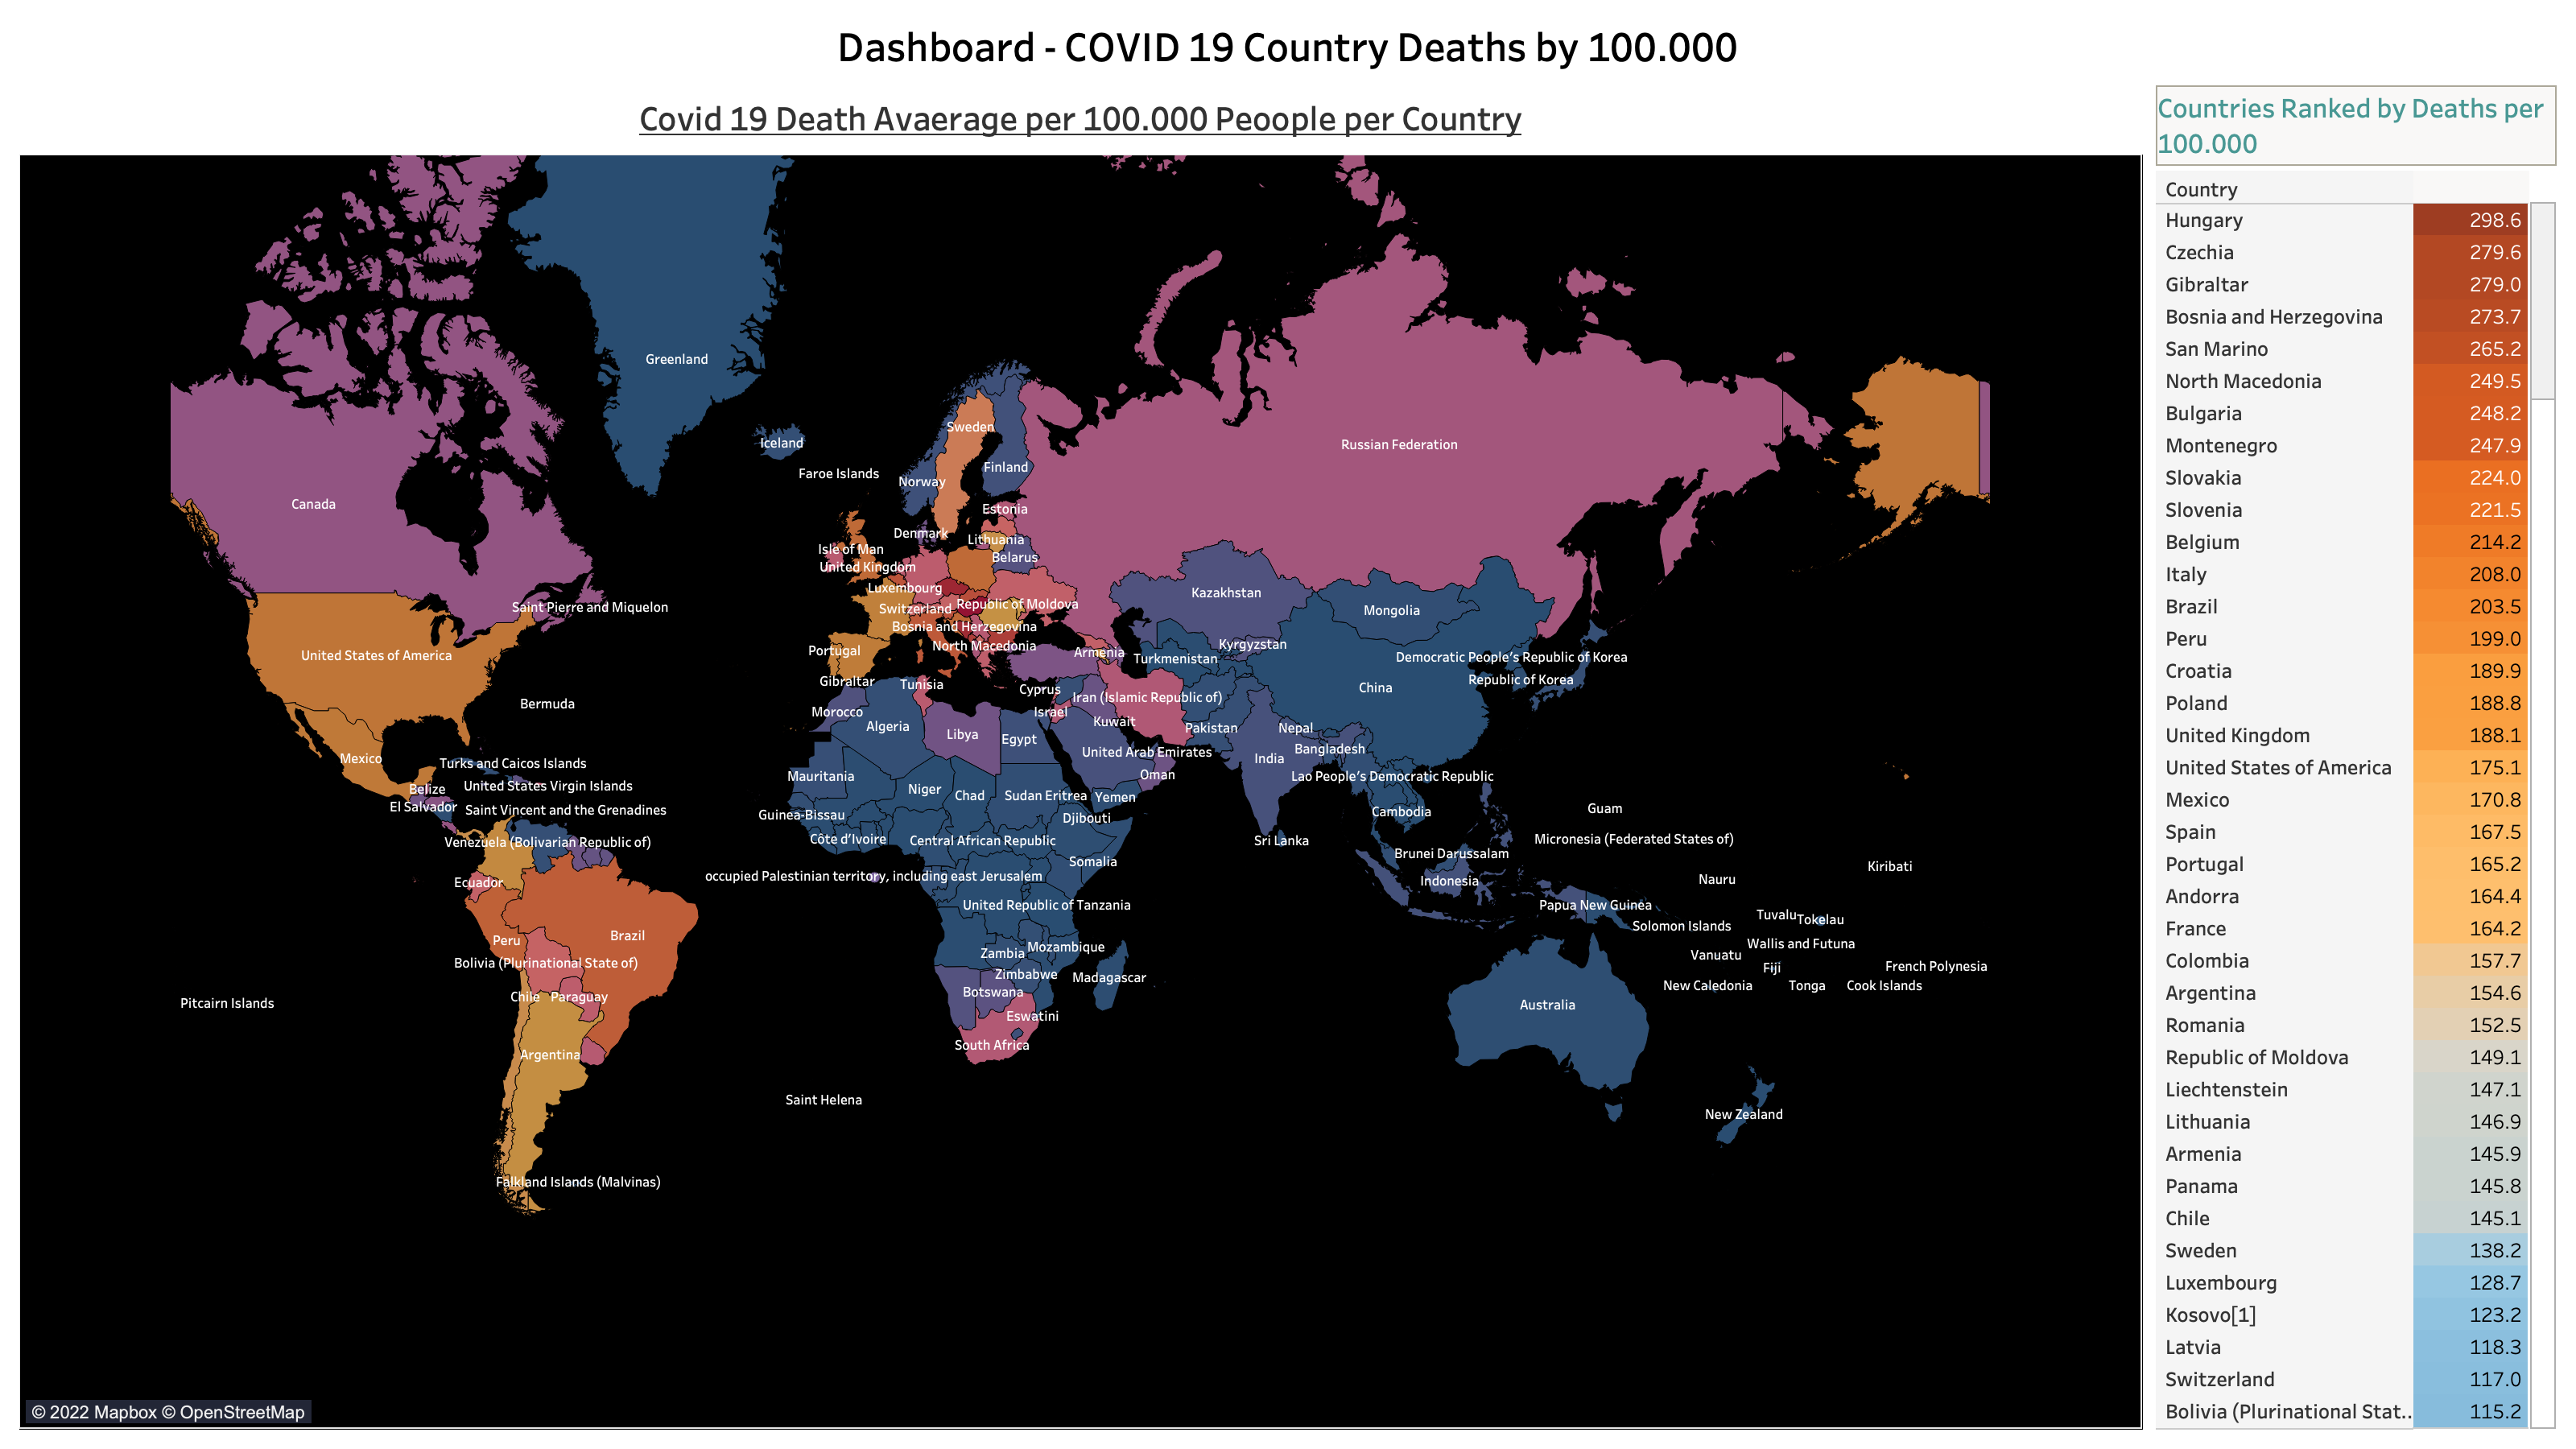 Dashboard - COVID 19 Country Deaths by 100.000
Covid 19 Death Avaerage per 100.000 Peoople per Country
Greenland
Iceland
Sweden
Russian Federation
Faroe Islands
Finland
Norway
Canada
Estonia
Denmark
Lithuania
Isle of Man
Belarus
United Kingdom
Luxembourg
Kazakhstan
Saint Pierre and Miquelon
Switzerland
Republic of Moldova
Mongolia
Bosnia and Herzegovina
North Macedonia
Kyrgyzstan
Portugal
Armenia
United States of America
Turkmenistan
Democratic People's Republic of Korea
Gibraltar
Tunisia
Republic of Korea
Cyprus
China
Iran (Islamic Republic of)
Bermuda
Morocco
Israel
Kuwait
Algeria
Pakistan
Nepal
Libya
Egypt
Bangladesh
United Arab Emirates
Mexico
India
Turks and Caicos Islands
Mauritania
Oman
Lao People's Democratic Republic
United States Virgin Islands
Belize
Niger
Chad
Sudan
Eritrea
Yemen
El Salvador
Saint Vincent and the Grenadines
Guam
Guinea-Bissau
Cambodia
Djibouti
Côte d'Ivoire
Central African Republic
Sri Lanka
Micronesia (Federated States of)
Venezuela (Bolivarian Republic of)
Brunei Darussalam
Somalia
Kiribati
occupied Palestinian territory, including east Jerusalem
Ecuador
Indonesia
Nauru
United Republic of Tanzania
Papua New Guinea
Tuvalu
Tokelau
Solomon Islands
Brazil
Peru
Wallis and Futuna
Mozambique
Zambia
Vanuatu
Bolivia (Plurinational State of)
Fiji
French Polynesia
Zimbabwe
Madagascar
New Caledonia
Tonga
Cook Islands
Botswana
Chile
Paraguay
Pitcairn Islands
Australia
Eswatini
South Africa
Argentina
Saint Helena
New Zealand
Falkland Islands (Malvinas)
© 2022 Mapbox © OpenStreetMap
Countries Ranked by Deaths per
100.000
Country
Hungary 298.6
Czechia 279.6
Gibraltar 279.0
Bosnia and Herzegovina 273.7
San Marino 265.2
North Macedonia 249.5
Bulgaria 248.2
Montenegro 247.9
Slovakia 224.0
Slovenia 221.5
Belgium 214.2
Italy 208.0
Brazil 203.5
Peru 199.0
Croatia 189.9
Poland 188.8
United Kingdom 188.1
United States of America 175.1
Mexico 170.8
Spain 167.5
Portugal 165.2
Andorra 164.4
France 164.2
Colombia 157.7
Argentina 154.6
Romania 152.5
Republic of Moldova 149.1
Liechtenstein 147.1
Lithuania 146.9
Armenia 145.9
Panama 145.8
Chile 145.1
Sweden 138.2
Luxembourg 128.7
Kosovo[1] 123.2
Latvia 118.3
Switzerland 117.0
Bolivia (Plurinational Stat.. 115.2